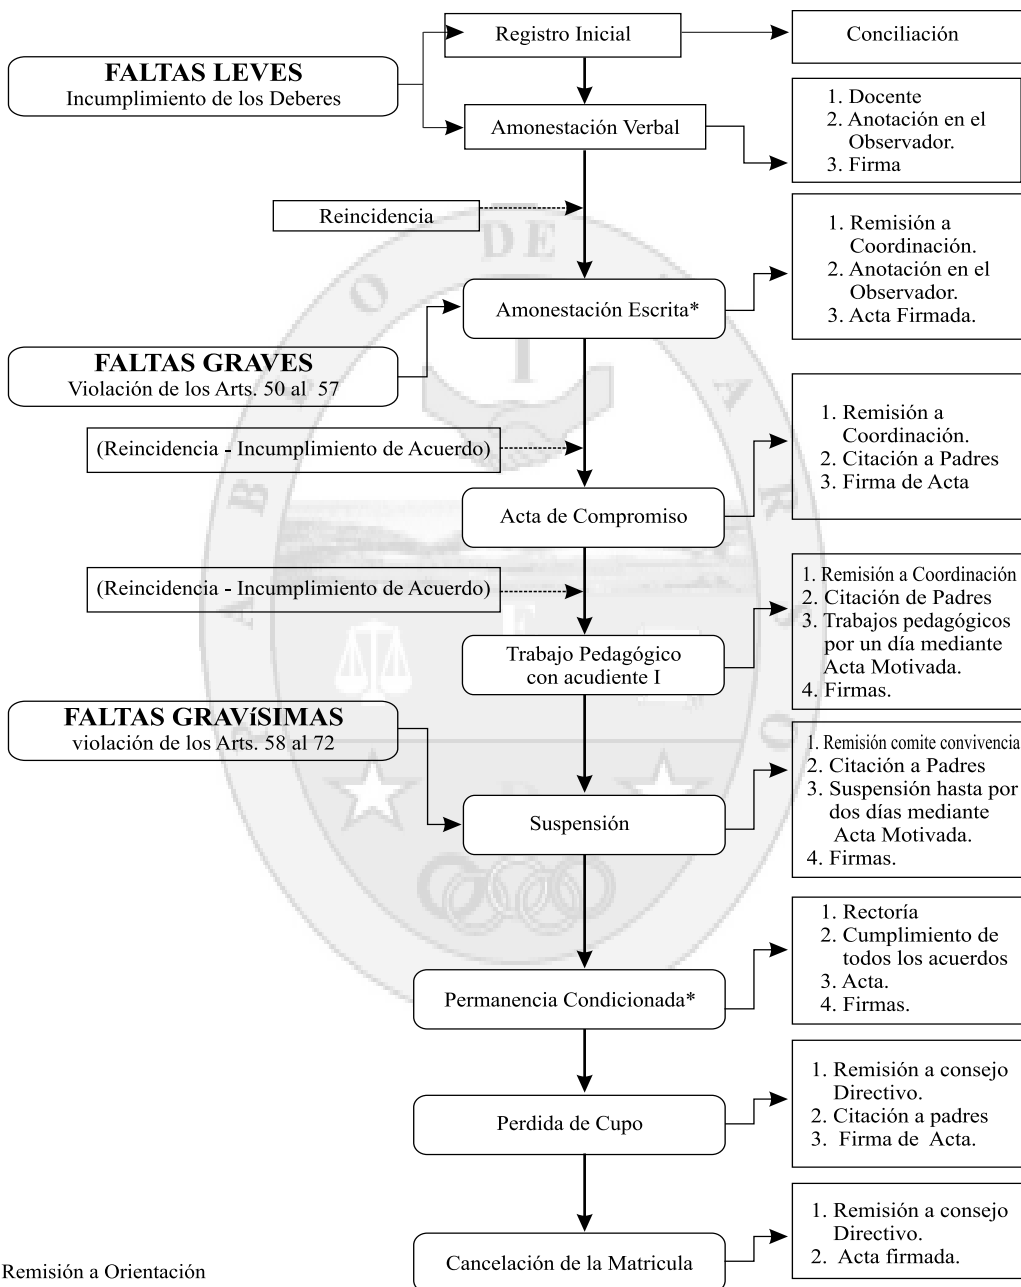 Registro Inicial
Conciliación
FALTAS LEVES
Incumplimiento de los Deberes
Amonestación Verbal
1. Docente
2. Anotación en el
Observador.
3. Firma
Reincidencia
1. Remisión a
Coordinación.
2. Anotación en el
Observador.
3. Acta Firmada.
Amonestación Escrita*
FALTAS GRAVES
Violación de los Arts. 50 al 57
(Reincidencia - Incumplimiento de Acuerdo)
1. Remisión a
Coordinación.
2. Citación a Padres
3. Firma de Acta
Acta de Compromiso
(Reincidencia - Incumplimiento de Acuerdo)
1. Remisión a Coordinación
2. Citación de Padres
3. Trabajos pedagógicos
por un día mediante
Acta Motivada.
4. Firmas.
Trabajo Pedagógico
con acudiente I
FALTAS GRAVíSIMAS
violación de los Arts. 58 al 72
1. Remisión comite convivencia
2. Citación a Padres
3. Suspensión hasta por
dos días mediante
Acta Motivada.
4. Firmas.
Suspensión
1. Rectoría
2. Cumplimiento de
todos los acuerdos
3. Acta.
4. Firmas.
Permanencia Condicionada*
1. Remisión a consejo
Directivo.
2. Citación a padres
3. Firma de Acta.
Perdida de Cupo
1. Remisión a consejo
Directivo.
2. Acta firmada.
Cancelación de la Matricula
Remisión a Orientación